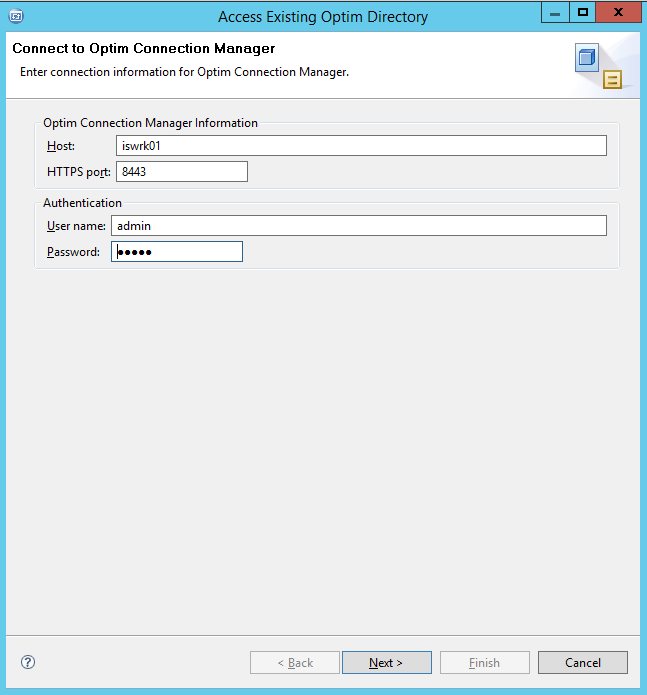 Access Existing Optim Directory
Connect to Optim Connection Manager
Enter connection information for Optim Connection Manager.
Optim Connection Manager Information
Host: iswrk01
HTTPS port: 8443
Authentication
User name: admin
Password: •••••
< Back Next > Finish Cancel